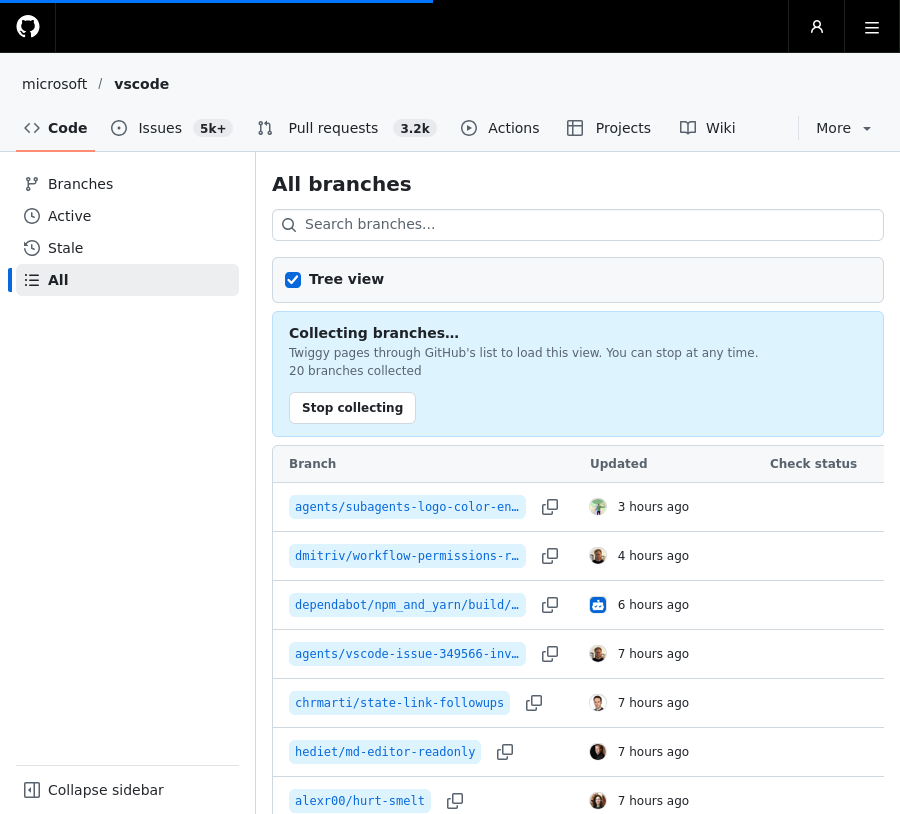 microsoft / vscode
Code Issues 5k+ Pull requests 3.2k Actions Projects Wiki More
Branches
Active
Stale
All
Collapse sidebar
All branches
Search branches...
Tree view
Collecting branches…
Twiggy pages through GitHub's list to load this view. You can stop at any time.
20 branches collected
Stop collecting
Branch Updated Check status
agents/subagents-logo-color-en… 3 hours ago
dmitriv/workflow-permissions-r… 4 hours ago
dependabot/npm_and_yarn/build/… 6 hours ago
agents/vscode-issue-349566-inv… 7 hours ago
chrmarti/state-link-followups 7 hours ago
hediet/md-editor-readonly 7 hours ago
alexr00/hurt-smelt 7 hours ago